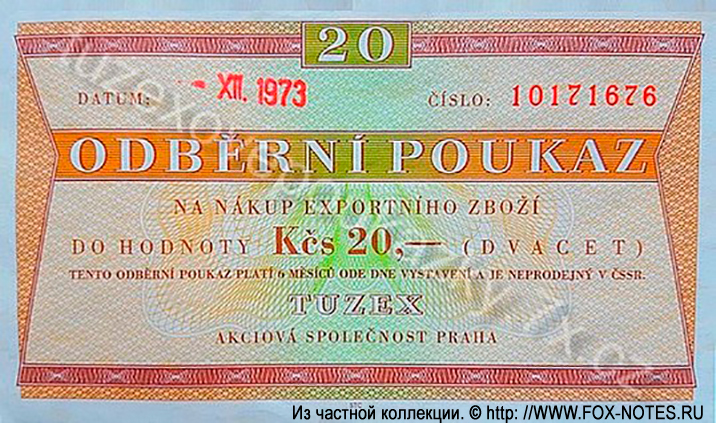 20
DATUM: - XII. 1973 ČÍSLO: 10171676
ODBĚRNÍ POUKAZ
NA NÁKUP EXPORTNÍHO ZBOŽÍ
DO HODNOTY Kčs 20,— (DVACET)
TENTO ODBĚRNÍ POUKAZ PLATÍ 6 MĚSÍCŮ ODE DNE VYSTAVENÍ A JE NEPRODEJNÝ V ČSSR.
TUZEX
AKCIOVÁ SPOLEČNOST PRAHA
Из частной коллекции. © http: //WWW.FOX-NOTES.RU